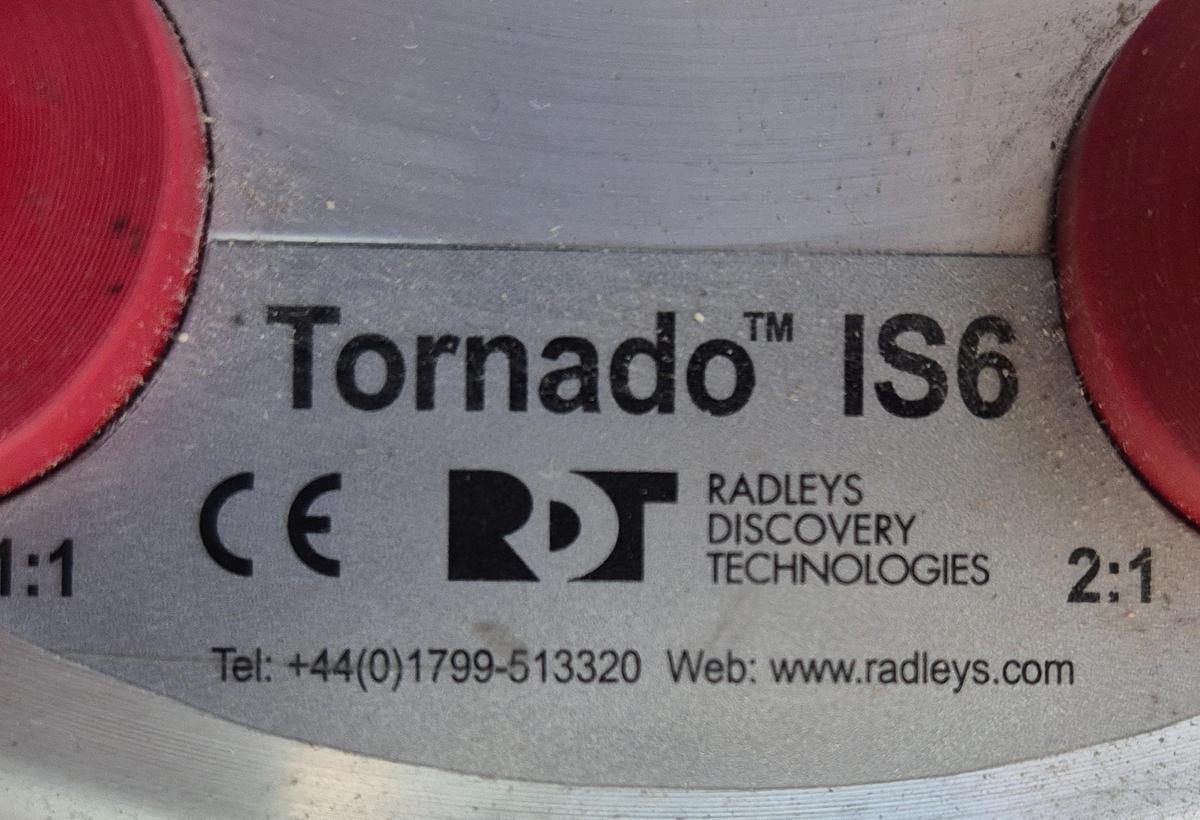 Tornado™ IS6
CE RDT RADLEYS
DISCOVERY
TECHNOLOGIES
1:1 2:1
Tel: +44(0)1799-513320 Web: www.radleys.com